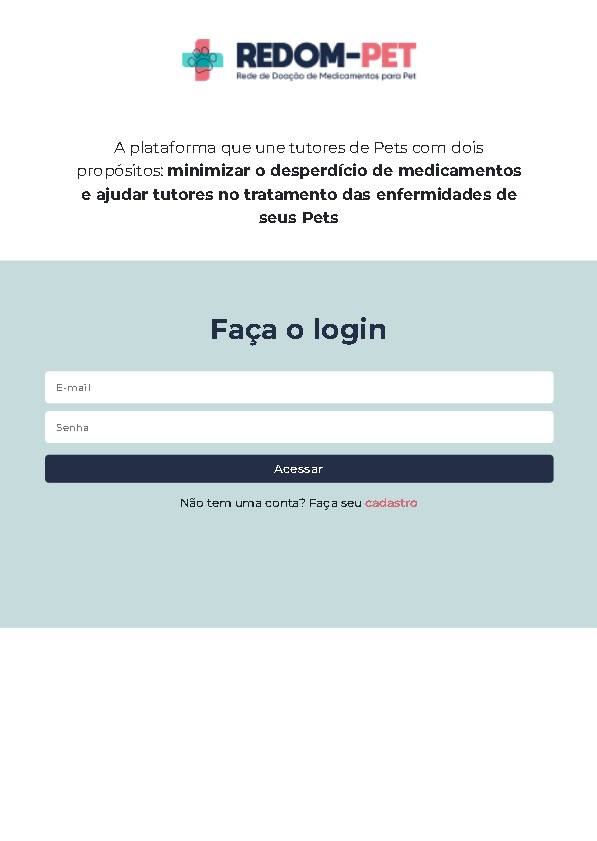 REDOM-PET
Rede de Doação de Medicamentos para Pet
A plataforma que une tutores de Pets com dois
propósitos: minimizar o desperdício de medicamentos
e ajudar tutores no tratamento das enfermidades de
seus Pets
Faça o login
E-mail
Senha
Acessar
Não tem uma conta? Faça seu cadastro